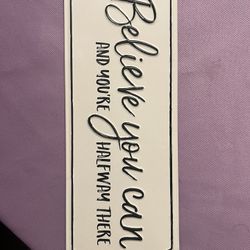 Believe you can
AND YOU'RE HALFWAY THERE